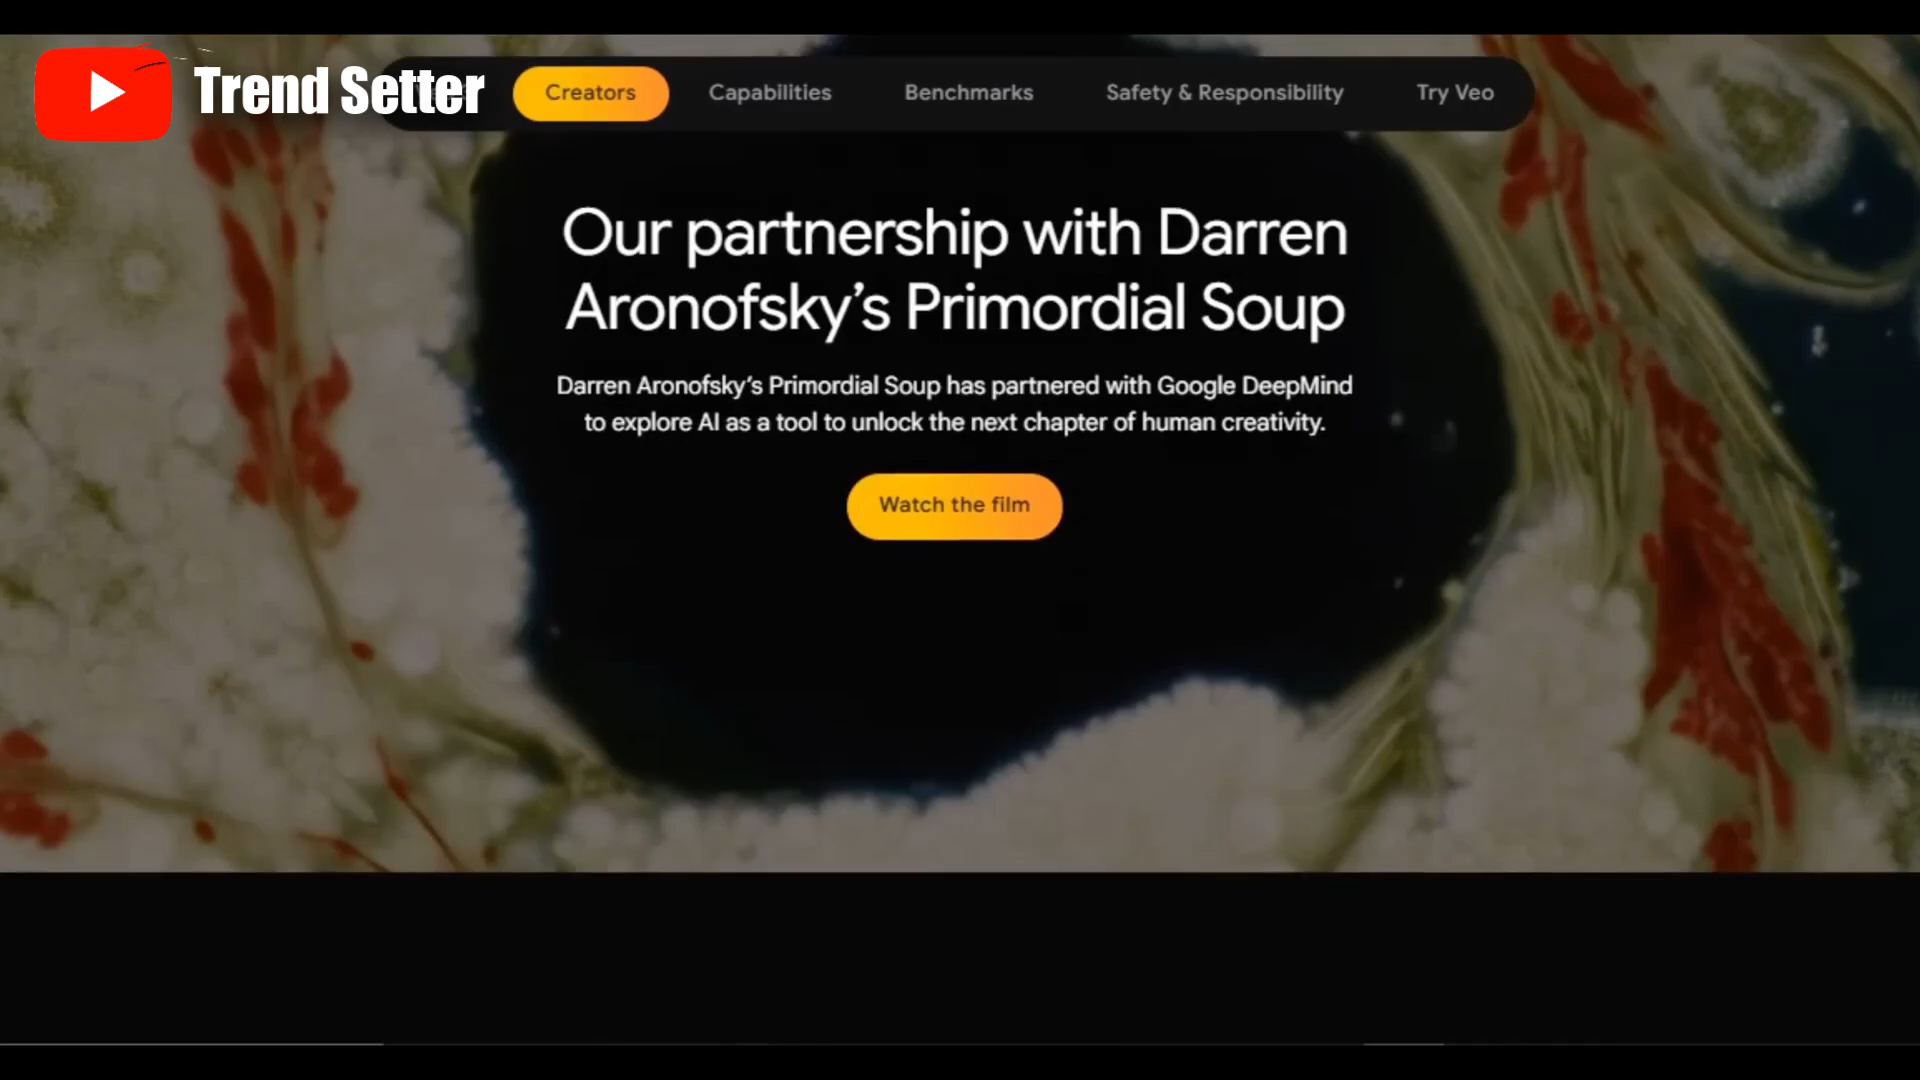 Trend Setter
Creators
Capabilities
Benchmarks
Safety & Responsibility
Try Veo
Our partnership with Darren
Aronofsky’s Primordial Soup
Darren Aronofsky’s Primordial Soup has partnered with Google DeepMind
to explore AI as a tool to unlock the next chapter of human creativity.
Watch the film